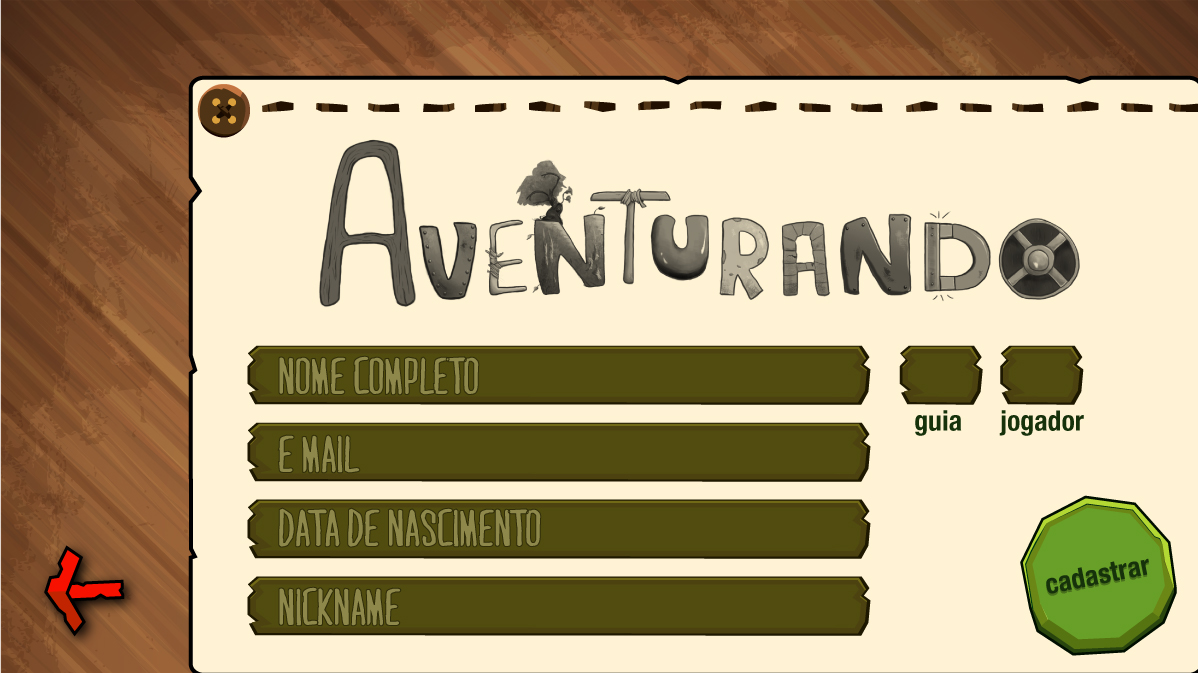 AVENTURANDO
NOME COMPLETO
guia
jogador
E MAIL
DATA DE NASCIMENTO
NICKNAME
cadastrar